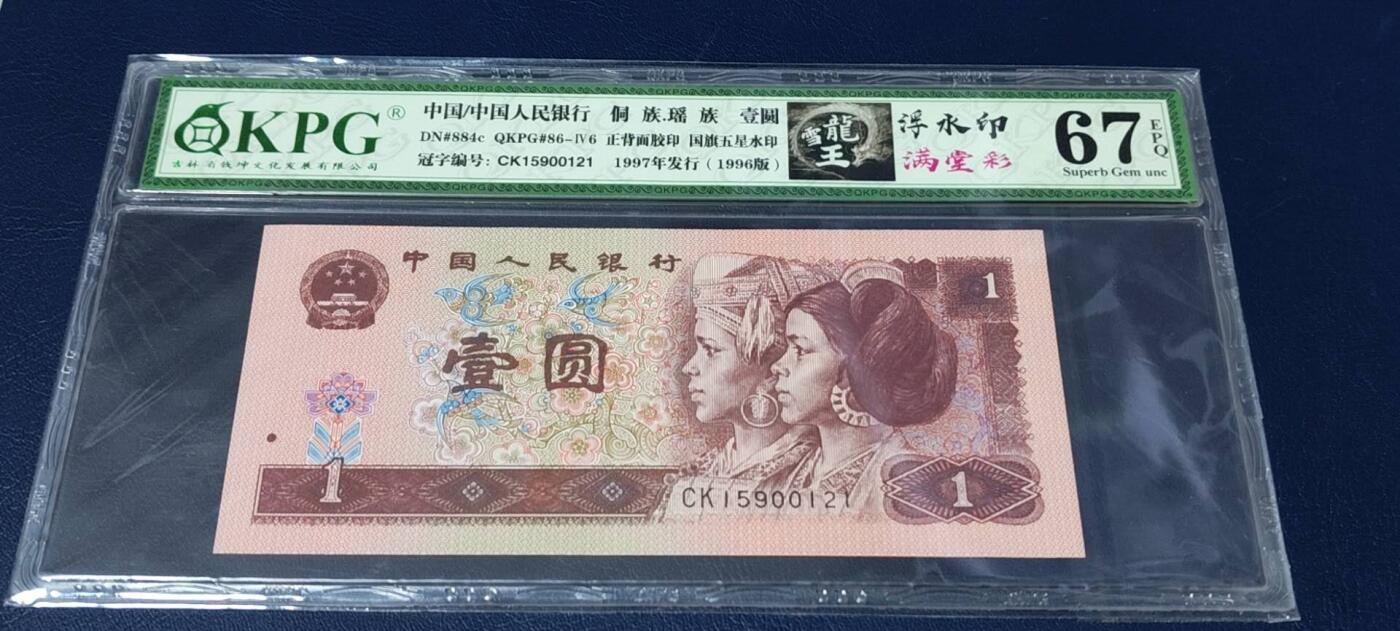 QKPG®
吉林省钱坤文化发展有限公司
中国/中国人民银行 侗 族.瑶 族 壹圆
DN#884c QKPG#86-IV6 正背面胶印 国旗五星水印
冠字编号: CK15900121 1997年发行(1996版)
雪龍王
浮水印
满堂彩
67
EPQ
Superb Gem unc
中国人民银行
1
壹圆
1
CK15900121
1